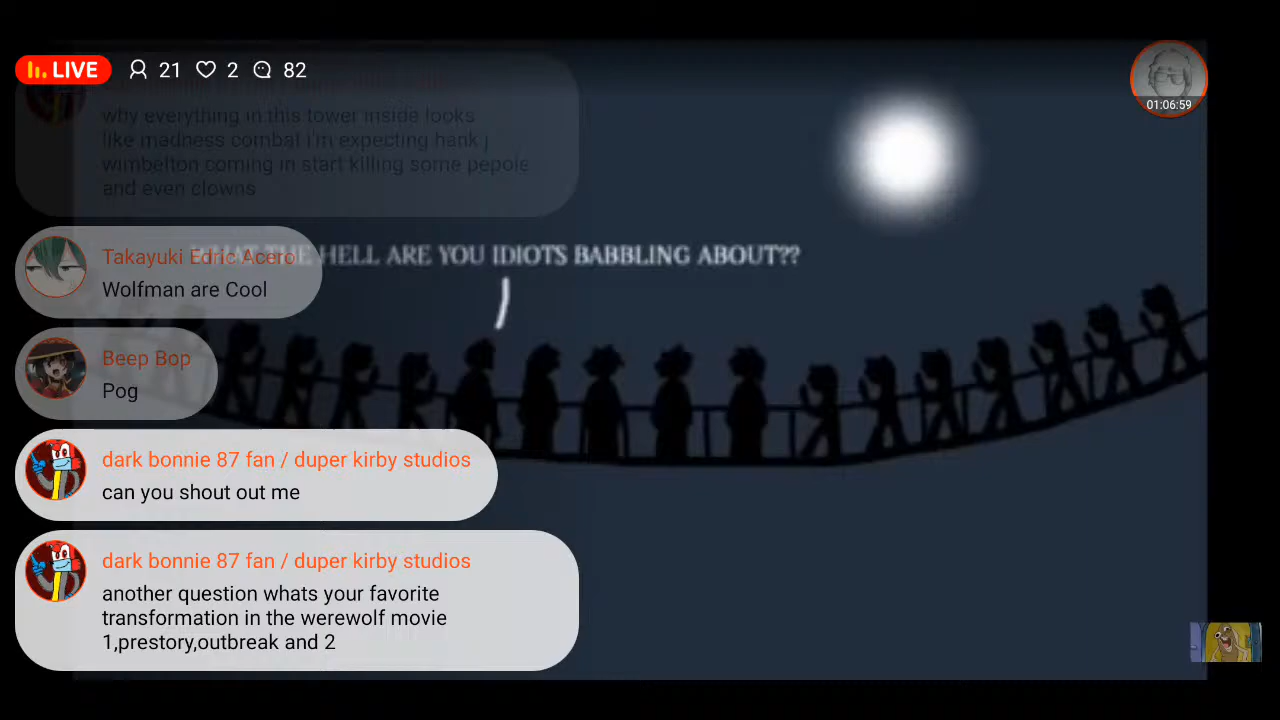 LIVE 21 2 82
01:06:59
why everything in this tower inside looks
like madness combat i'm expecting hank j
wimbelton coming in start killing some pepole
and even clowns
WHAT THE HELL ARE YOU IDIOTS BABBLING ABOUT??
Takayuki Edric Acerol
Wolfman are Cool
Beep Bop
Pog
dark bonnie 87 fan / duper kirby studios
can you shout out me
dark bonnie 87 fan / duper kirby studios
another question whats your favorite
transformation in the werewolf movie
1,prestory,outbreak and 2